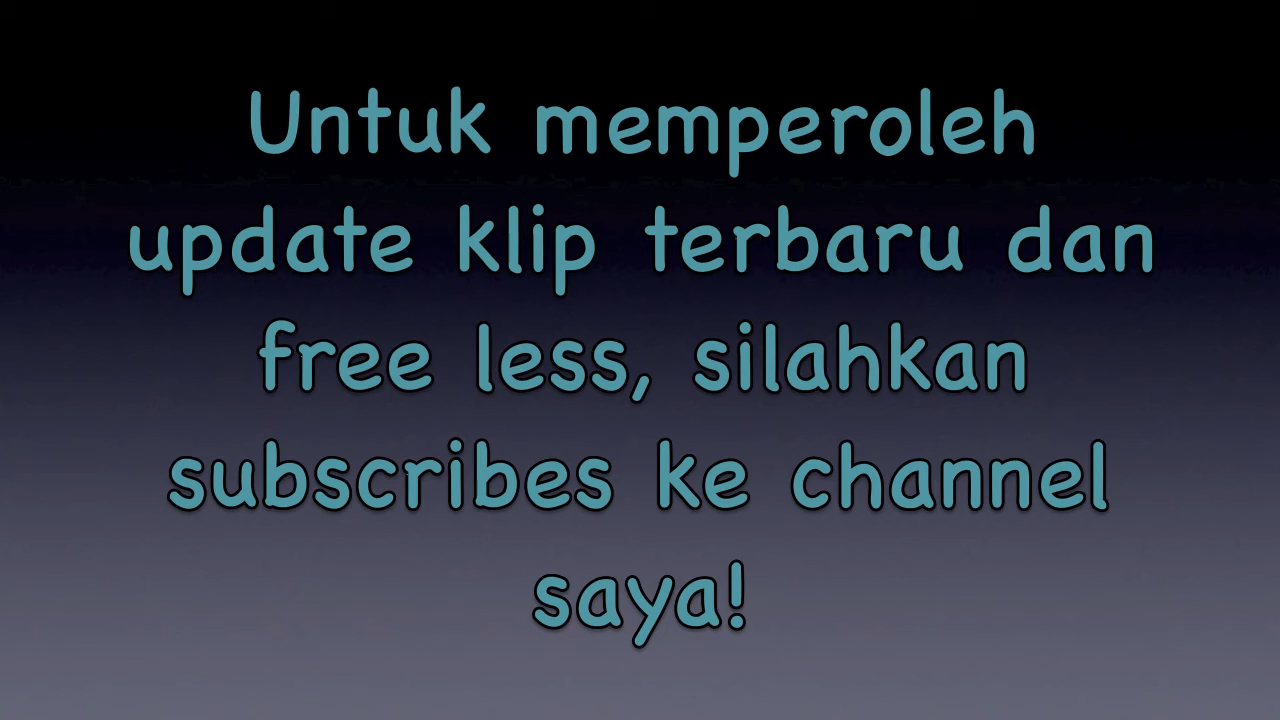 Untuk memperoleh
update klip terbaru dan
free less, silahkan
subscribes ke channel
saya!